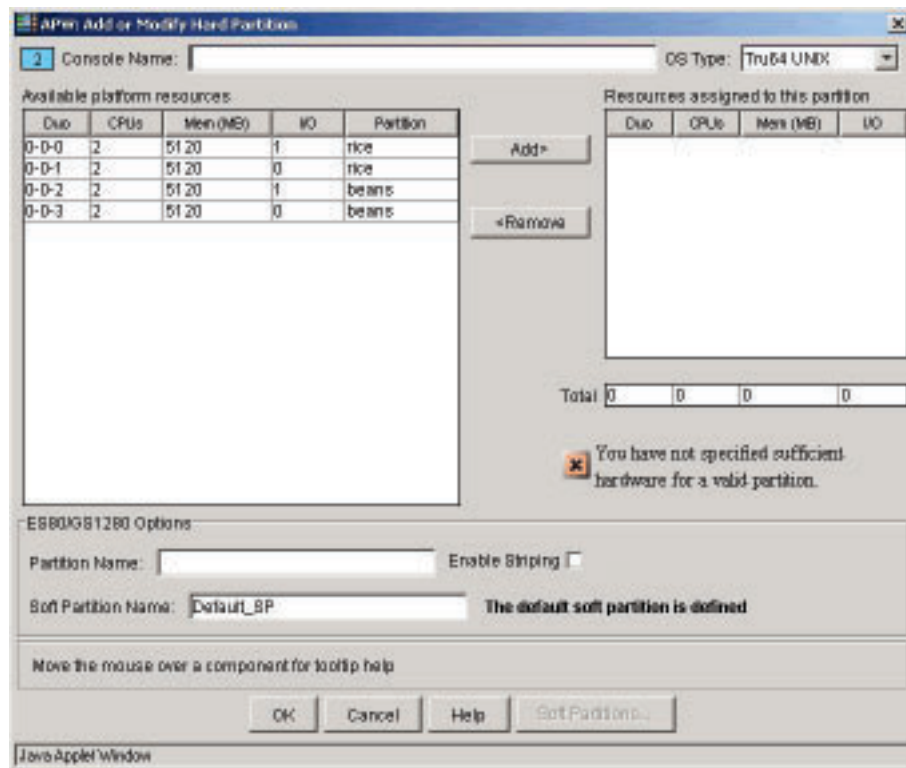 APM: Add or Modify Hard Partition
2 Console Name: OS Type: Tru64 UNIX
Available platform resources
Duo CPUs Mem (MB) I/O Partition
0-0-0 2 5120 1 rice
0-0-1 2 5120 0 rice
0-0-2 2 5120 1 beans
0-0-3 2 5120 0 beans
Add>
<Remove
Resources assigned to this partition
Duo CPUs Mem (MB) I/O
Total 0 0 0 0
You have not specified sufficient
hardware for a valid partition.
ES80/GS1280 Options
Partition Name: Enable Striping
Soft Partition Name: Default_SP The default soft partition is defined
Move the mouse over a component for tooltip help
OK Cancel Help Soft Partitions...
Java Applet Window